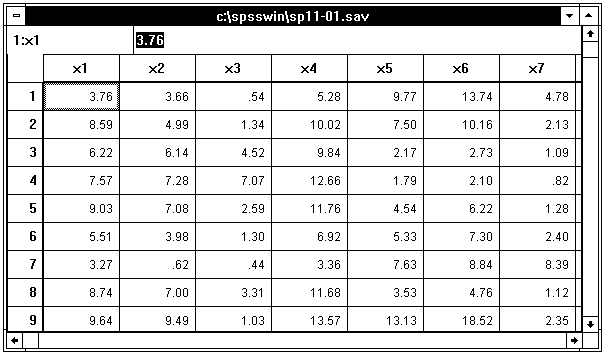 c:\spsswin\sp11-01.sav
1:x1 3.76
x1 x2 x3 x4 x5 x6 x7
1 3.76 3.66 .54 5.28 9.77 13.74 4.78
2 8.59 4.99 1.34 10.02 7.50 10.16 2.13
3 6.22 6.14 4.52 9.84 2.17 2.73 1.09
4 7.57 7.28 7.07 12.66 1.79 2.10 .82
5 9.03 7.08 2.59 11.76 4.54 6.22 1.28
6 5.51 3.98 1.30 6.92 5.33 7.30 2.40
7 3.27 .62 .44 3.36 7.63 8.84 8.39
8 8.74 7.00 3.31 11.68 3.53 4.76 1.12
9 9.64 9.49 1.03 13.57 13.13 18.52 2.35